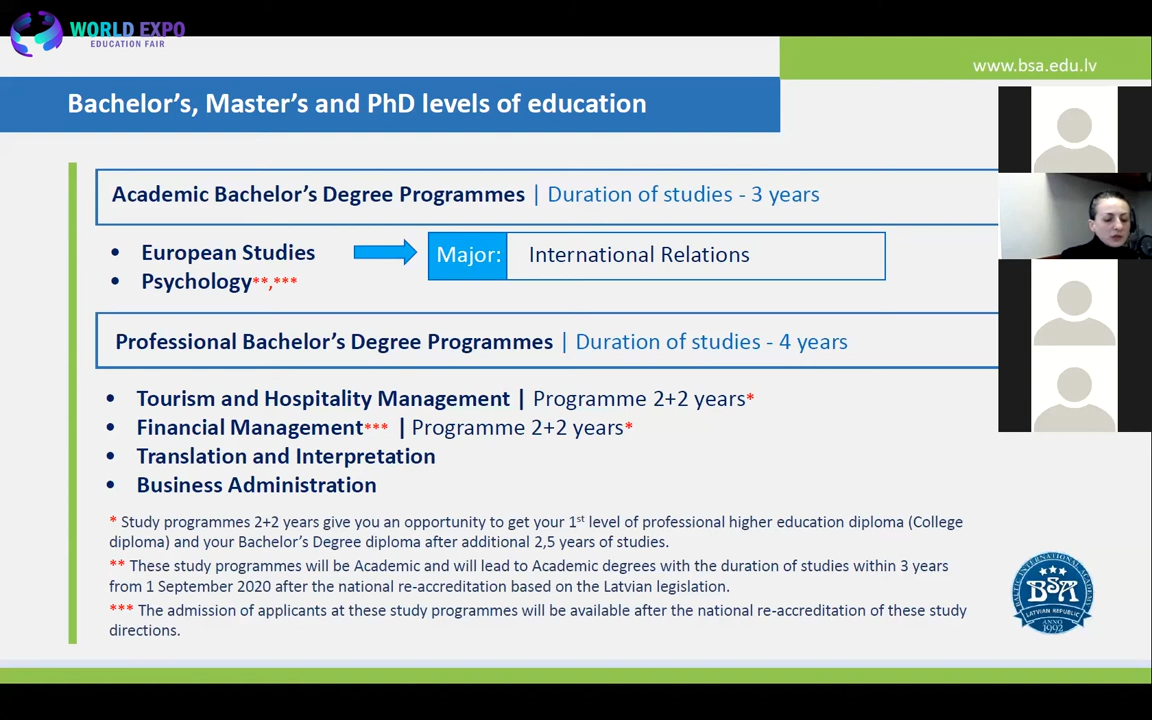 WORLD EXPO
EDUCATION FAIR
www.bsa.edu.lv
Bachelor's, Master's and PhD levels of education
Academic Bachelor's Degree Programmes | Duration of studies - 3 years
• European Studies
Major: International Relations
• Psychology**,***
Professional Bachelor's Degree Programmes | Duration of studies - 4 years
• Tourism and Hospitality Management | Programme 2+2 years*
• Financial Management*** | Programme 2+2 years*
• Translation and Interpretation
• Business Administration
* Study programmes 2+2 years give you an opportunity to get your 1st level of professional higher education diploma (College
diploma) and your Bachelor's Degree diploma after additional 2,5 years of studies.
** These study programmes will be Academic and will lead to Academic degrees with the duration of studies within 3 years
from 1 September 2020 after the national re-accreditation based on the Latvian legislation.
*** The admission of applicants at these study programmes will be available after the national re-accreditation of these study
directions.
BALTIC INTERNATIONAL ACADEMY
BSA
LATVIAN REPUBLIC
ANNO
1992